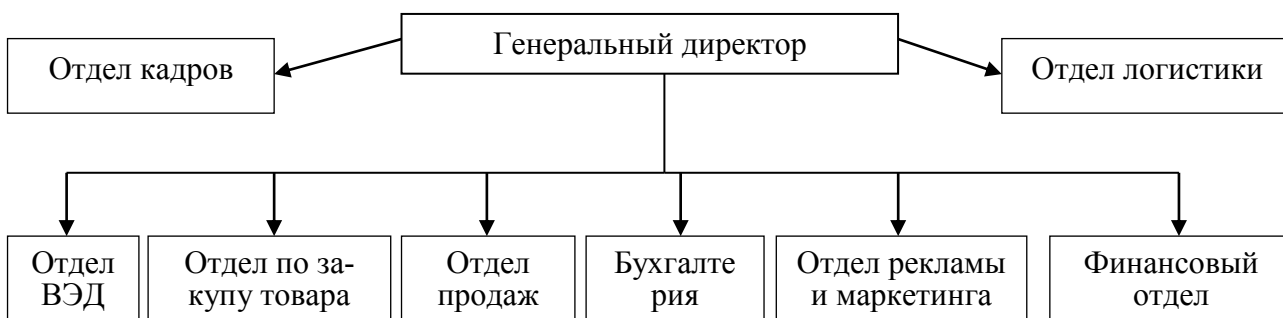 Генеральный директор
Отдел кадров
Отдел логистики
Отдел
ВЭД
Отдел по за-
купу товара
Отдел
продаж
Бухгалте
рия
Отдел рекламы
и маркетинга
Финансовый
отдел